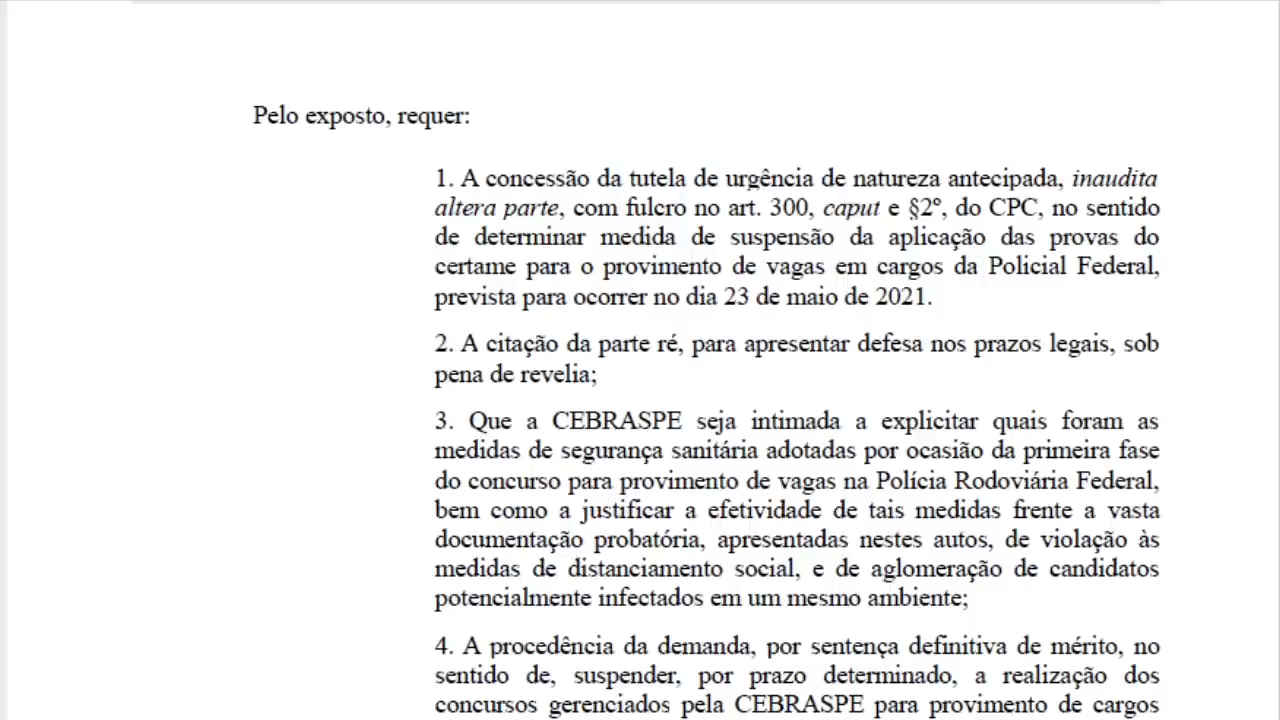 Pelo exposto, requer:
1. A concessão da tutela de urgência de natureza antecipada, inaudita
altera parte, com fulcro no art. 300, caput e §2º, do CPC, no sentido
de determinar medida de suspensão da aplicação das provas do
certame para o provimento de vagas em cargos da Policial Federal,
prevista para ocorrer no dia 23 de maio de 2021.
2. A citação da parte ré, para apresentar defesa nos prazos legais, sob
pena de revelia;
3. Que a CEBRASPE seja intimada a explicitar quais foram as
medidas de segurança sanitária adotadas por ocasião da primeira fase
do concurso para provimento de vagas na Polícia Rodoviária Federal,
bem como a justificar a efetividade de tais medidas frente a vasta
documentação probatória, apresentadas nestes autos, de violação às
medidas de distanciamento social, e de aglomeração de candidatos
potencialmente infectados em um mesmo ambiente;
4. A procedência da demanda, por sentença definitiva de mérito, no
sentido de, suspender, por prazo determinado, a realização dos
concursos gerenciados pela CEBRASPE para provimento de cargos